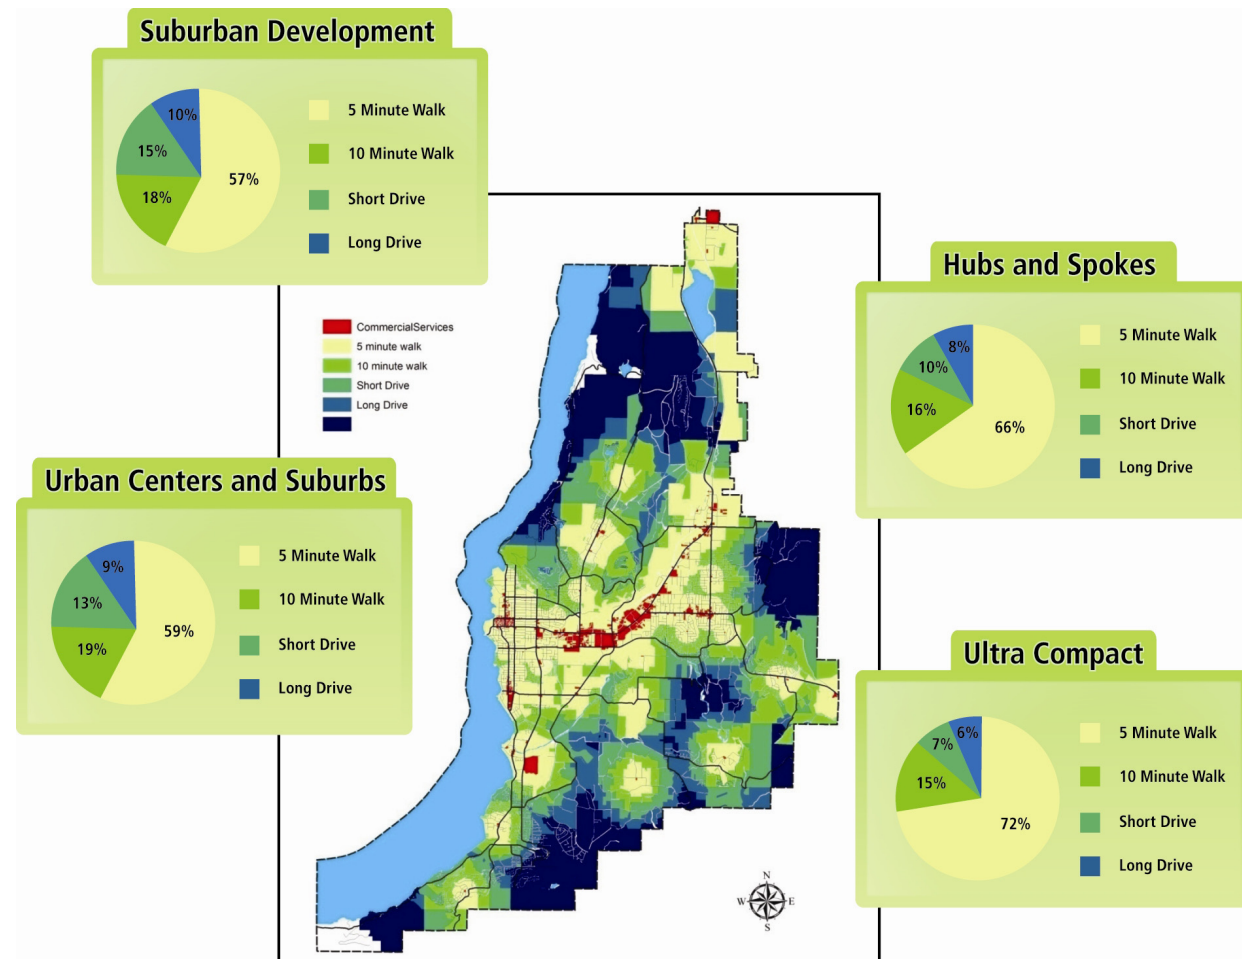 Suburban Development
10%
15%
57%
18%
5 Minute Walk
10 Minute Walk
Short Drive
Long Drive
Hubs and Spokes
8%
10%
16%
66%
5 Minute Walk
10 Minute Walk
Short Drive
Long Drive
CommercialServices
5 minute walk
10 minute walk
Short Drive
Long Drive
Urban Centers and Suburbs
9%
13%
59%
19%
5 Minute Walk
10 Minute Walk
Short Drive
Long Drive
Ultra Compact
6%
7%
15%
72%
5 Minute Walk
10 Minute Walk
Short Drive
Long Drive
N
W E
S